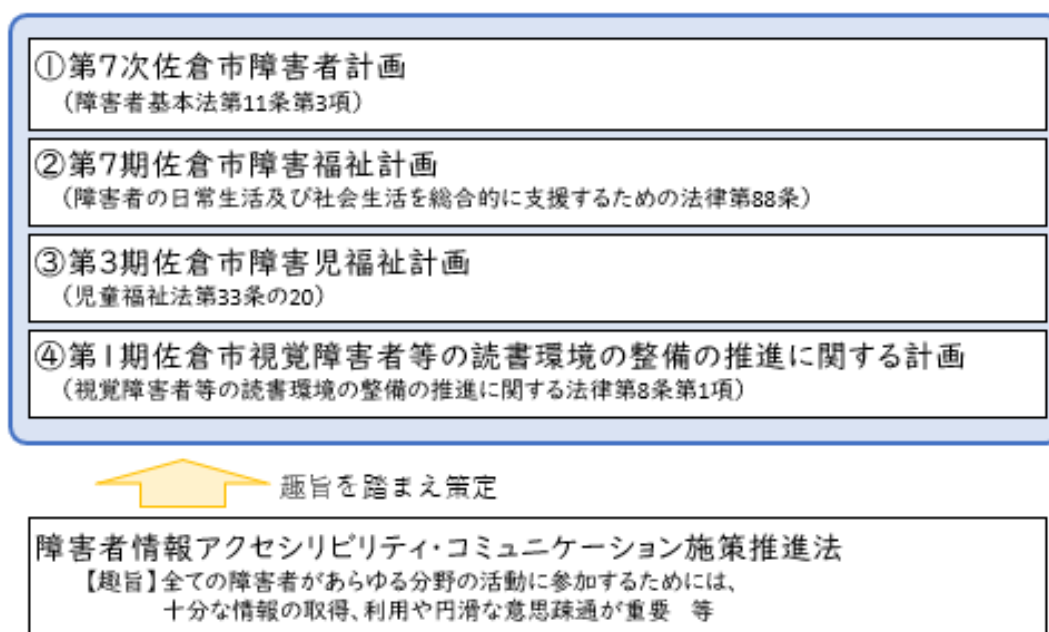 ①第7次佐倉市障害者計画
(障害者基本法第11条第3項)
②第7期佐倉市障害福祉計画
(障害者の日常生活及び社会生活を総合的に支援するための法律第88条)
③第3期佐倉市障害児福祉計画
(児童福祉法第33条の20)
④第1期佐倉市視覚障害者等の読書環境の整備の推進に関する計画
(視覚障害者等の読書環境の整備の推進に関する法律第8条第1項)
趣旨を踏まえ策定
障害者情報アクセシリビリティ・コミュニケーション施策推進法
【趣旨】全ての障害者があらゆる分野の活動に参加するためには、
十分な情報の取得、利用や円滑な意思疎通が重要　等